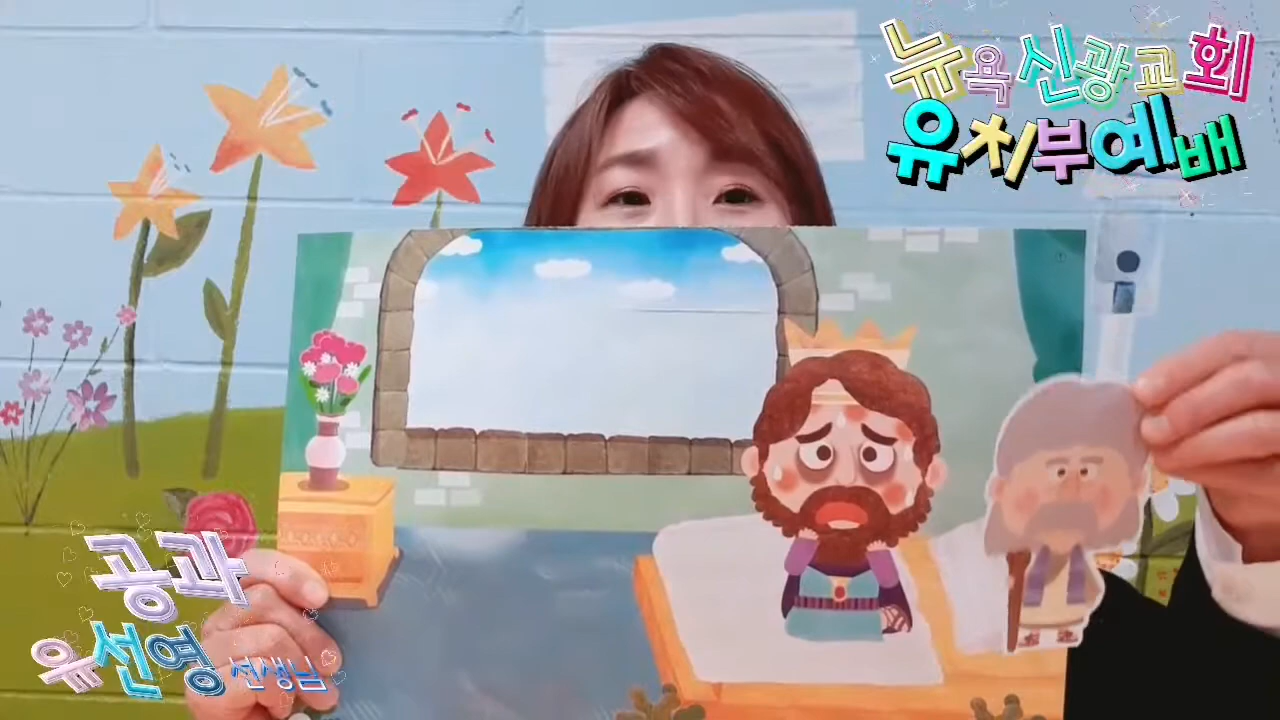 뉴욕 신광교회
유치부예배
공과
유선영 선생님